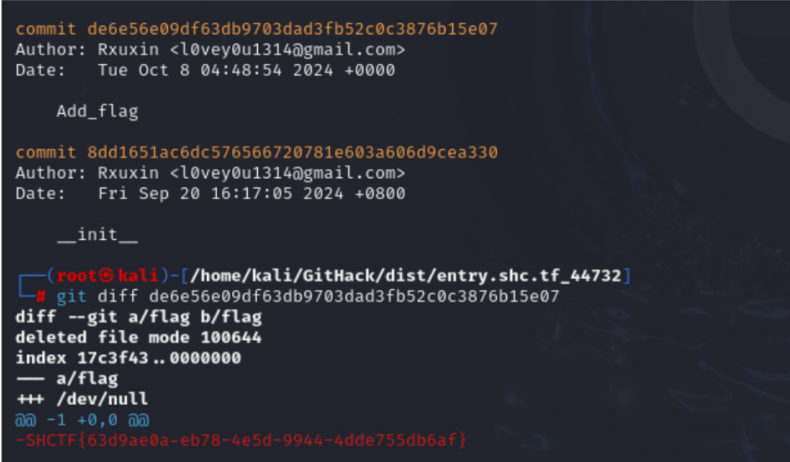 commit de6e56e09df63db9703dad3fb52c0c3876b15e07
Author: Rxuxin <l0vey0u1314@gmail.com>
Date:   Tue Oct 8 04:48:54 2024 +0000
Add_flag
commit 8dd1651ac6dc576566720781e603a606d9cea330
Author: Rxuxin <l0vey0u1314@gmail.com>
Date:   Fri Sep 20 16:17:05 2024 +0800
__init__
┌──(root㉿kali)-[/home/kali/GitHack/dist/entry.shc.tf_44732]
└─# git diff de6e56e09df63db9703dad3fb52c0c3876b15e07
diff --git a/flag b/flag
deleted file mode 100644
index 17c3f43..0000000
--- a/flag
+++ /dev/null
@@ -1 +0,0 @@
-SHCTF{63d9ae0a-eb78-4e5d-9944-4dde755db6af}